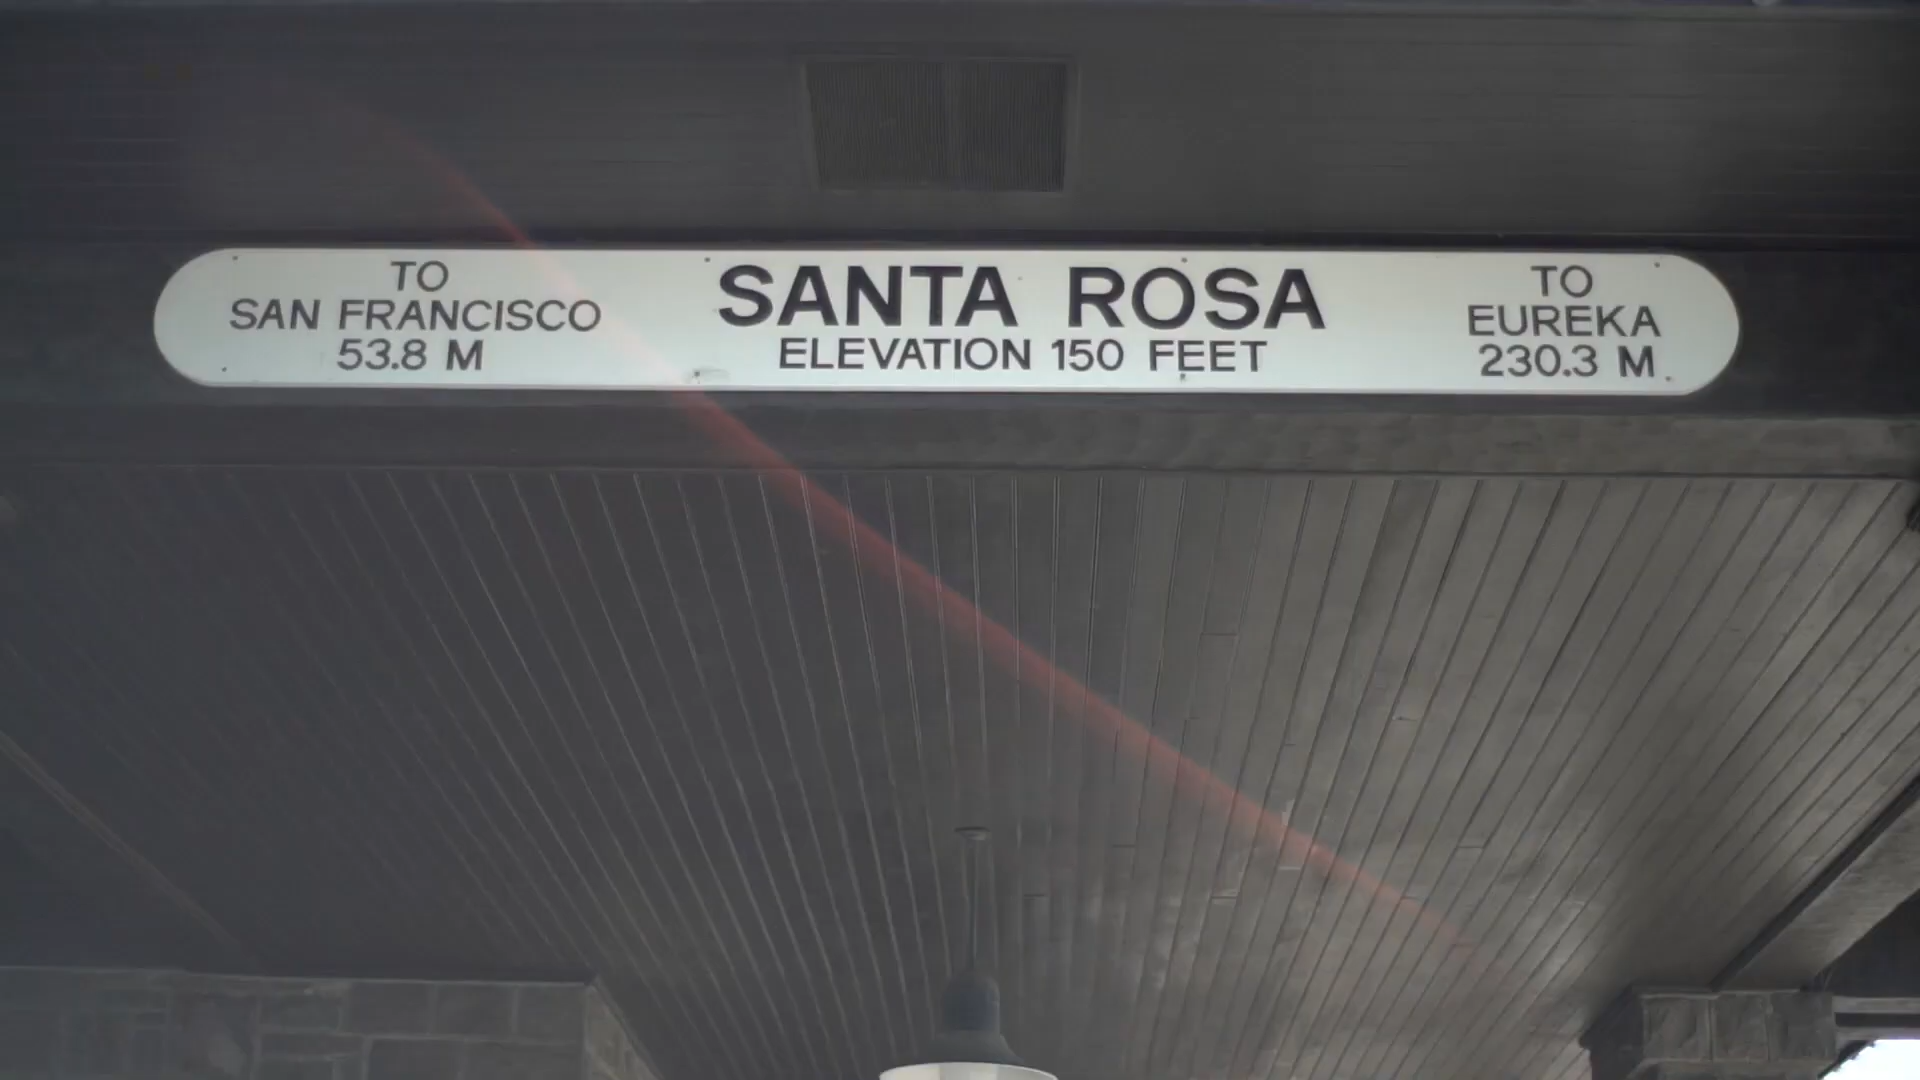 TO
SAN FRANCISCO
53.8 M
SANTA ROSA
ELEVATION 150 FEET
TO
EUREKA
230.3 M